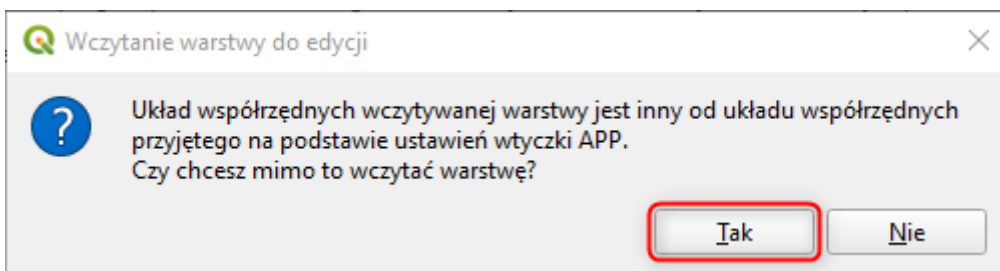 Wczytanie warstwy do edycji
Układ współrzędnych wczytywanej warstwy jest inny od układu współrzędnych
przyjętego na podstawie ustawień wtyczki APP.
Czy chcesz mimo to wczytać warstwę?
Tak
Nie